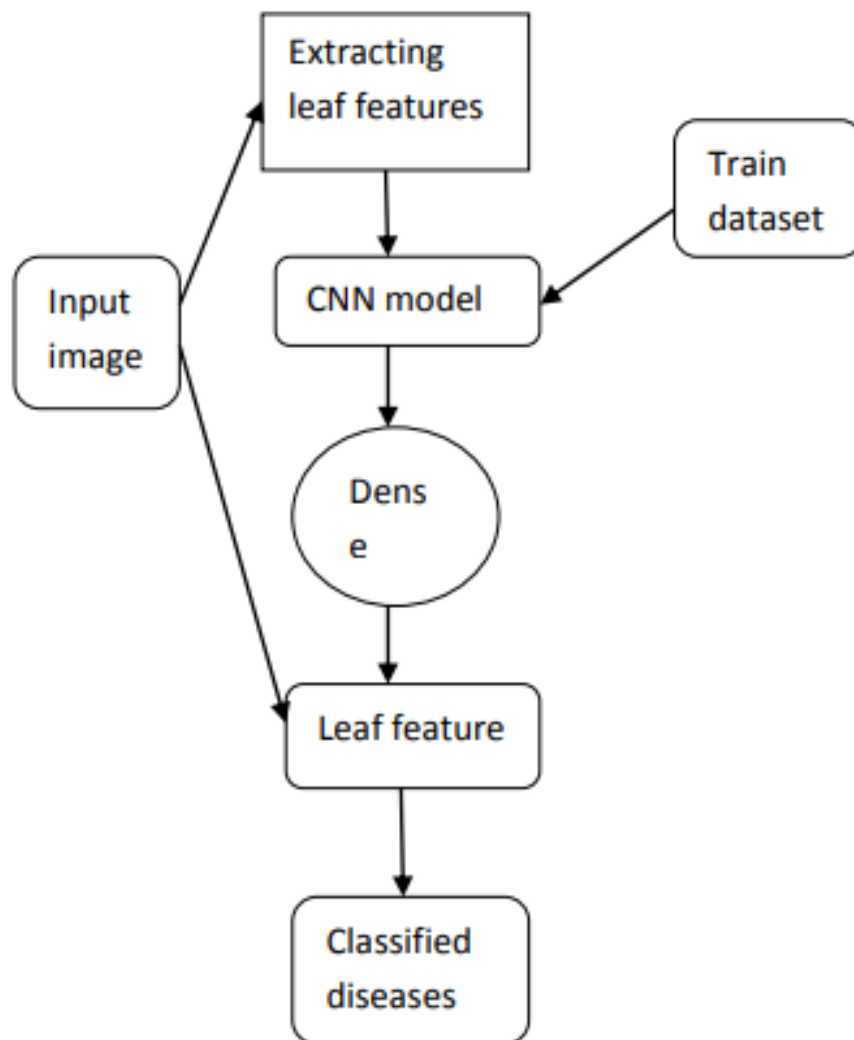 Extracting
leaf features
Train
dataset
Input
image
CNN model
Dens
e
Leaf feature
Classified
diseases